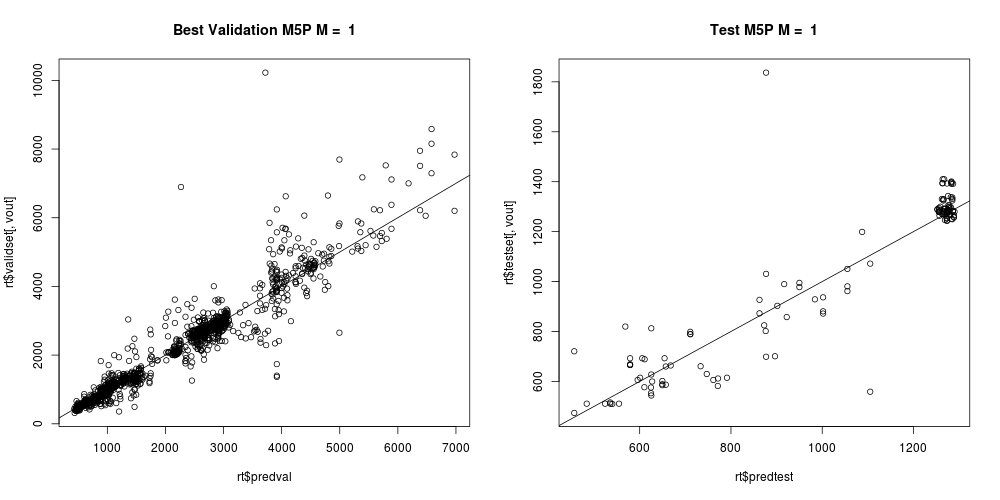 Best Validation M5P M = 1
rt$validset[, vout]
10000
8000
6000
4000
2000
0
1000 2000 3000 4000 5000 6000 7000
rt$predval
Test M5P M = 1
rt$testset[, vout]
1800
1600
1400
1200
1000
800
600
600 800 1000 1200
rt$predtest